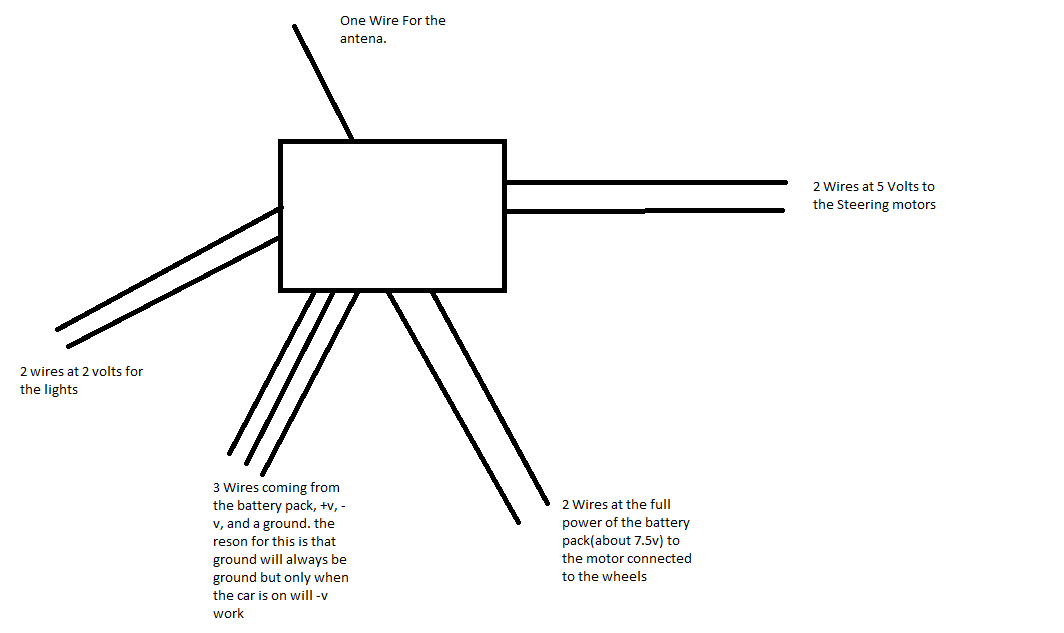 One Wire For the
antena.
2 Wires at 5 Volts to
the Steering motors
2 wires at 2 volts for
the lights
3 Wires coming from
the battery pack, +v, -
v, and a ground. the
reson for this is that
ground will always be
ground but only when
the car is on will -v
work
2 Wires at the full
power of the battery
pack(about 7.5v) to
the motor connected
to the wheels